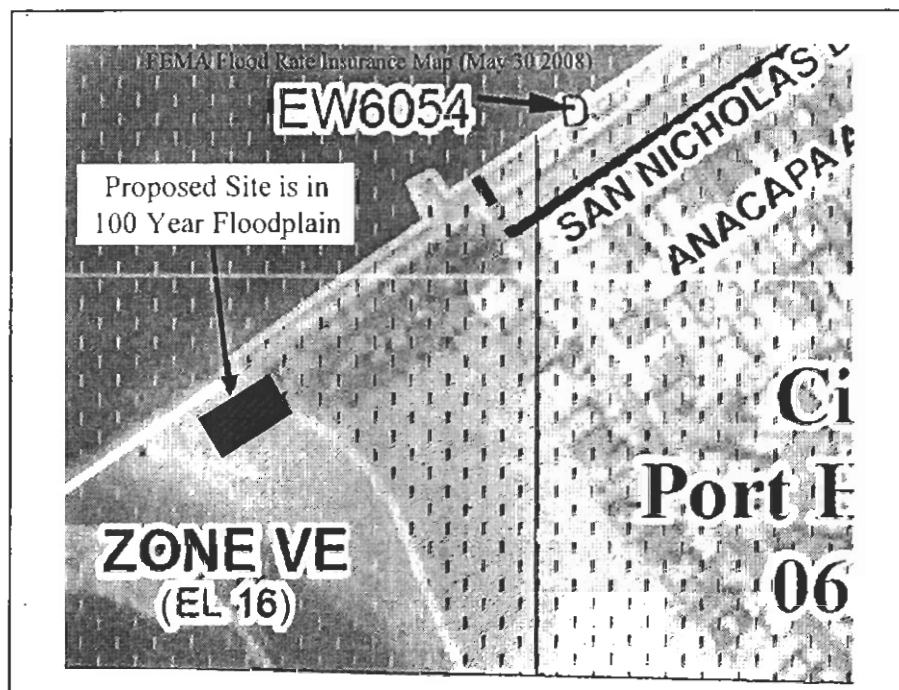 FEMA Flood Rate Insurance Map (May 30 2008)
EW6054
D
SAN NICHOLAS
ANACAPA A
Proposed Site is in
100 Year Floodplain
ZONE VE
(EL 16)
Ci
Port H
06